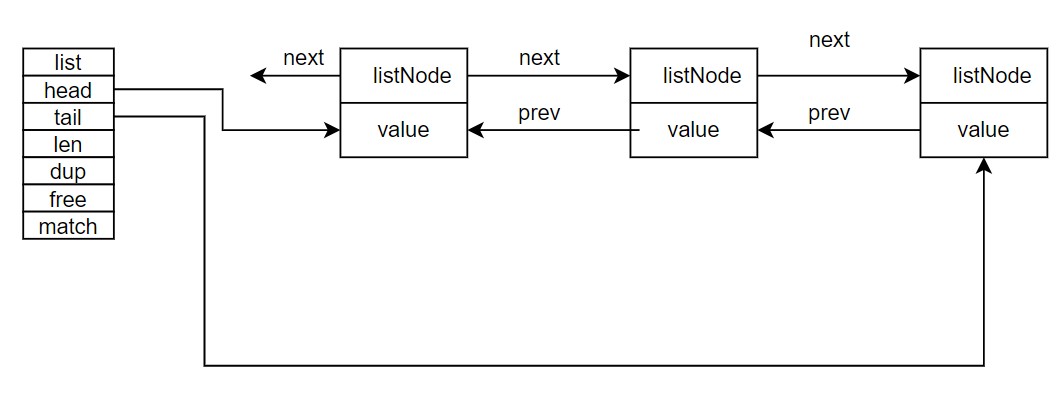 list
head
tail
len
dup
free
match
next
next
next
listNode
listNode
listNode
prev
prev
value
value
value